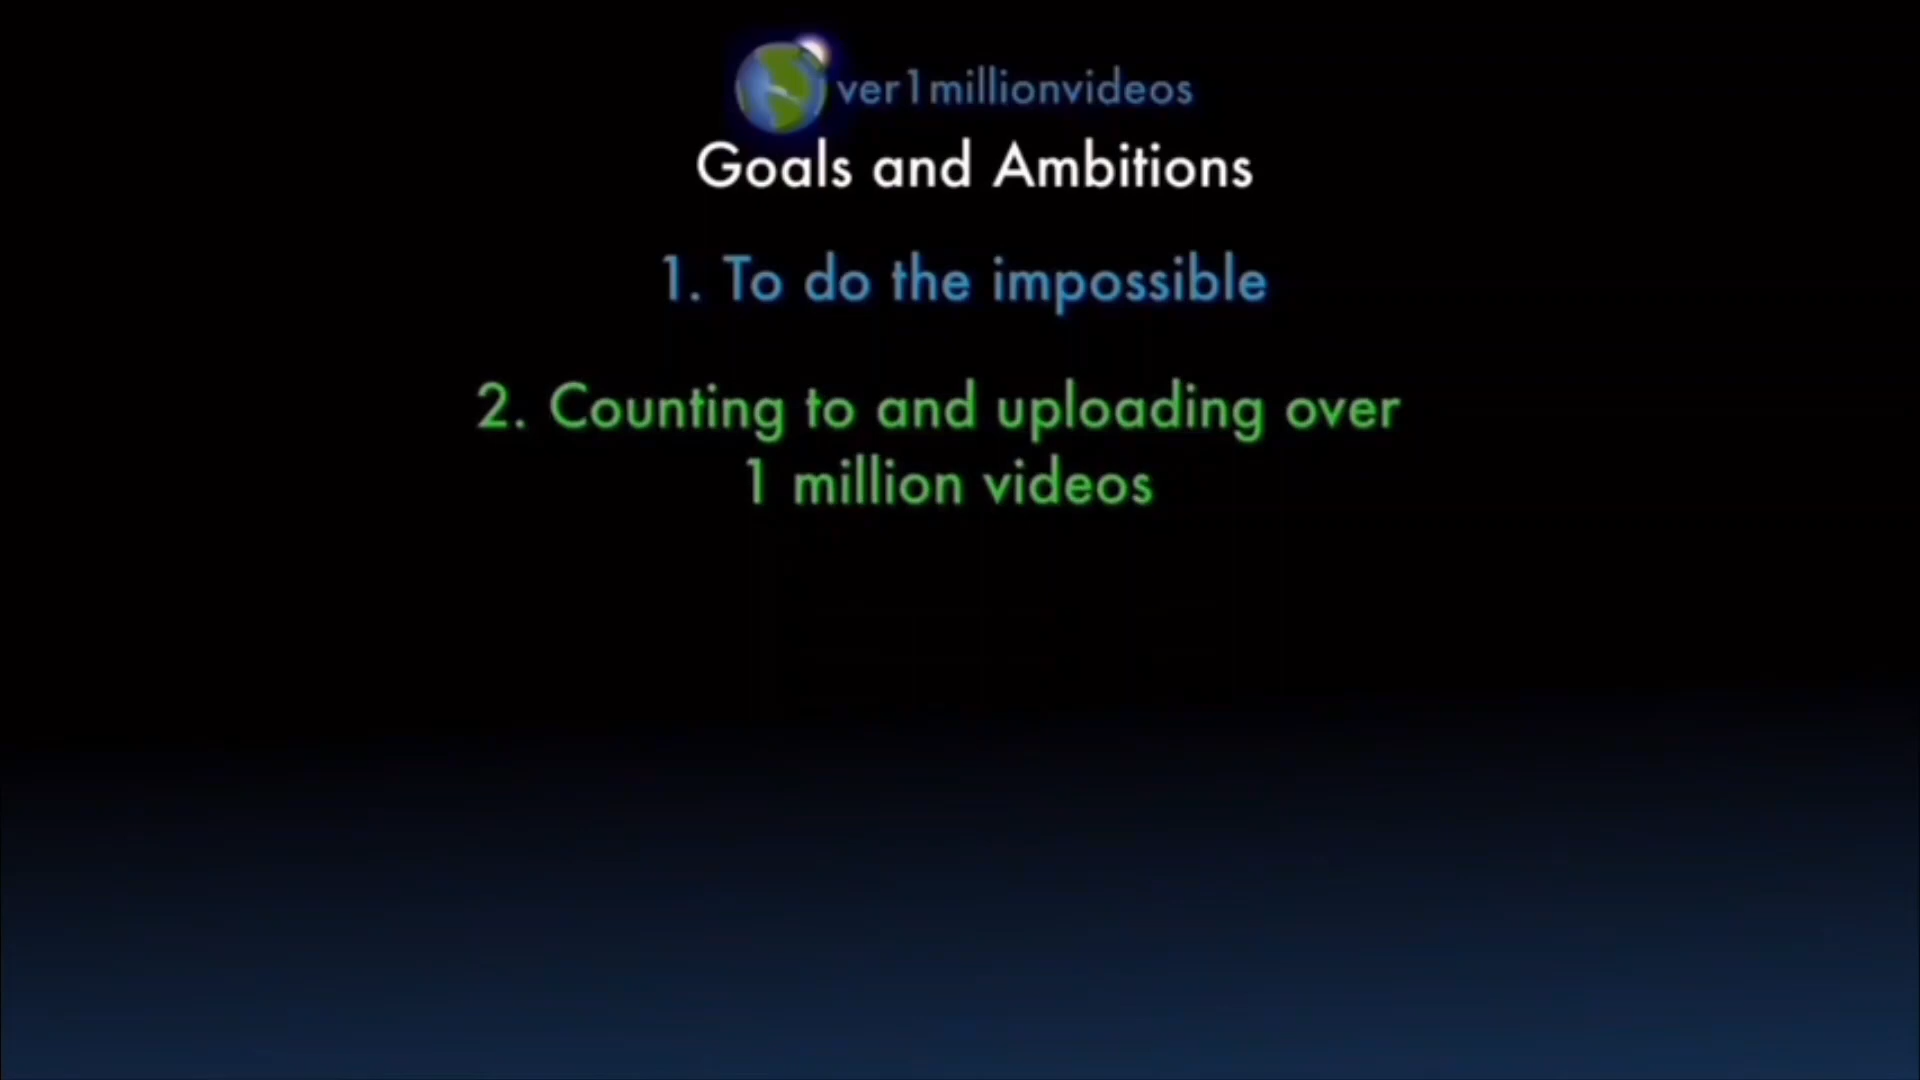 ver1millionvideos
Goals and Ambitions
1. To do the impossible
2. Counting to and uploading over
1 million videos